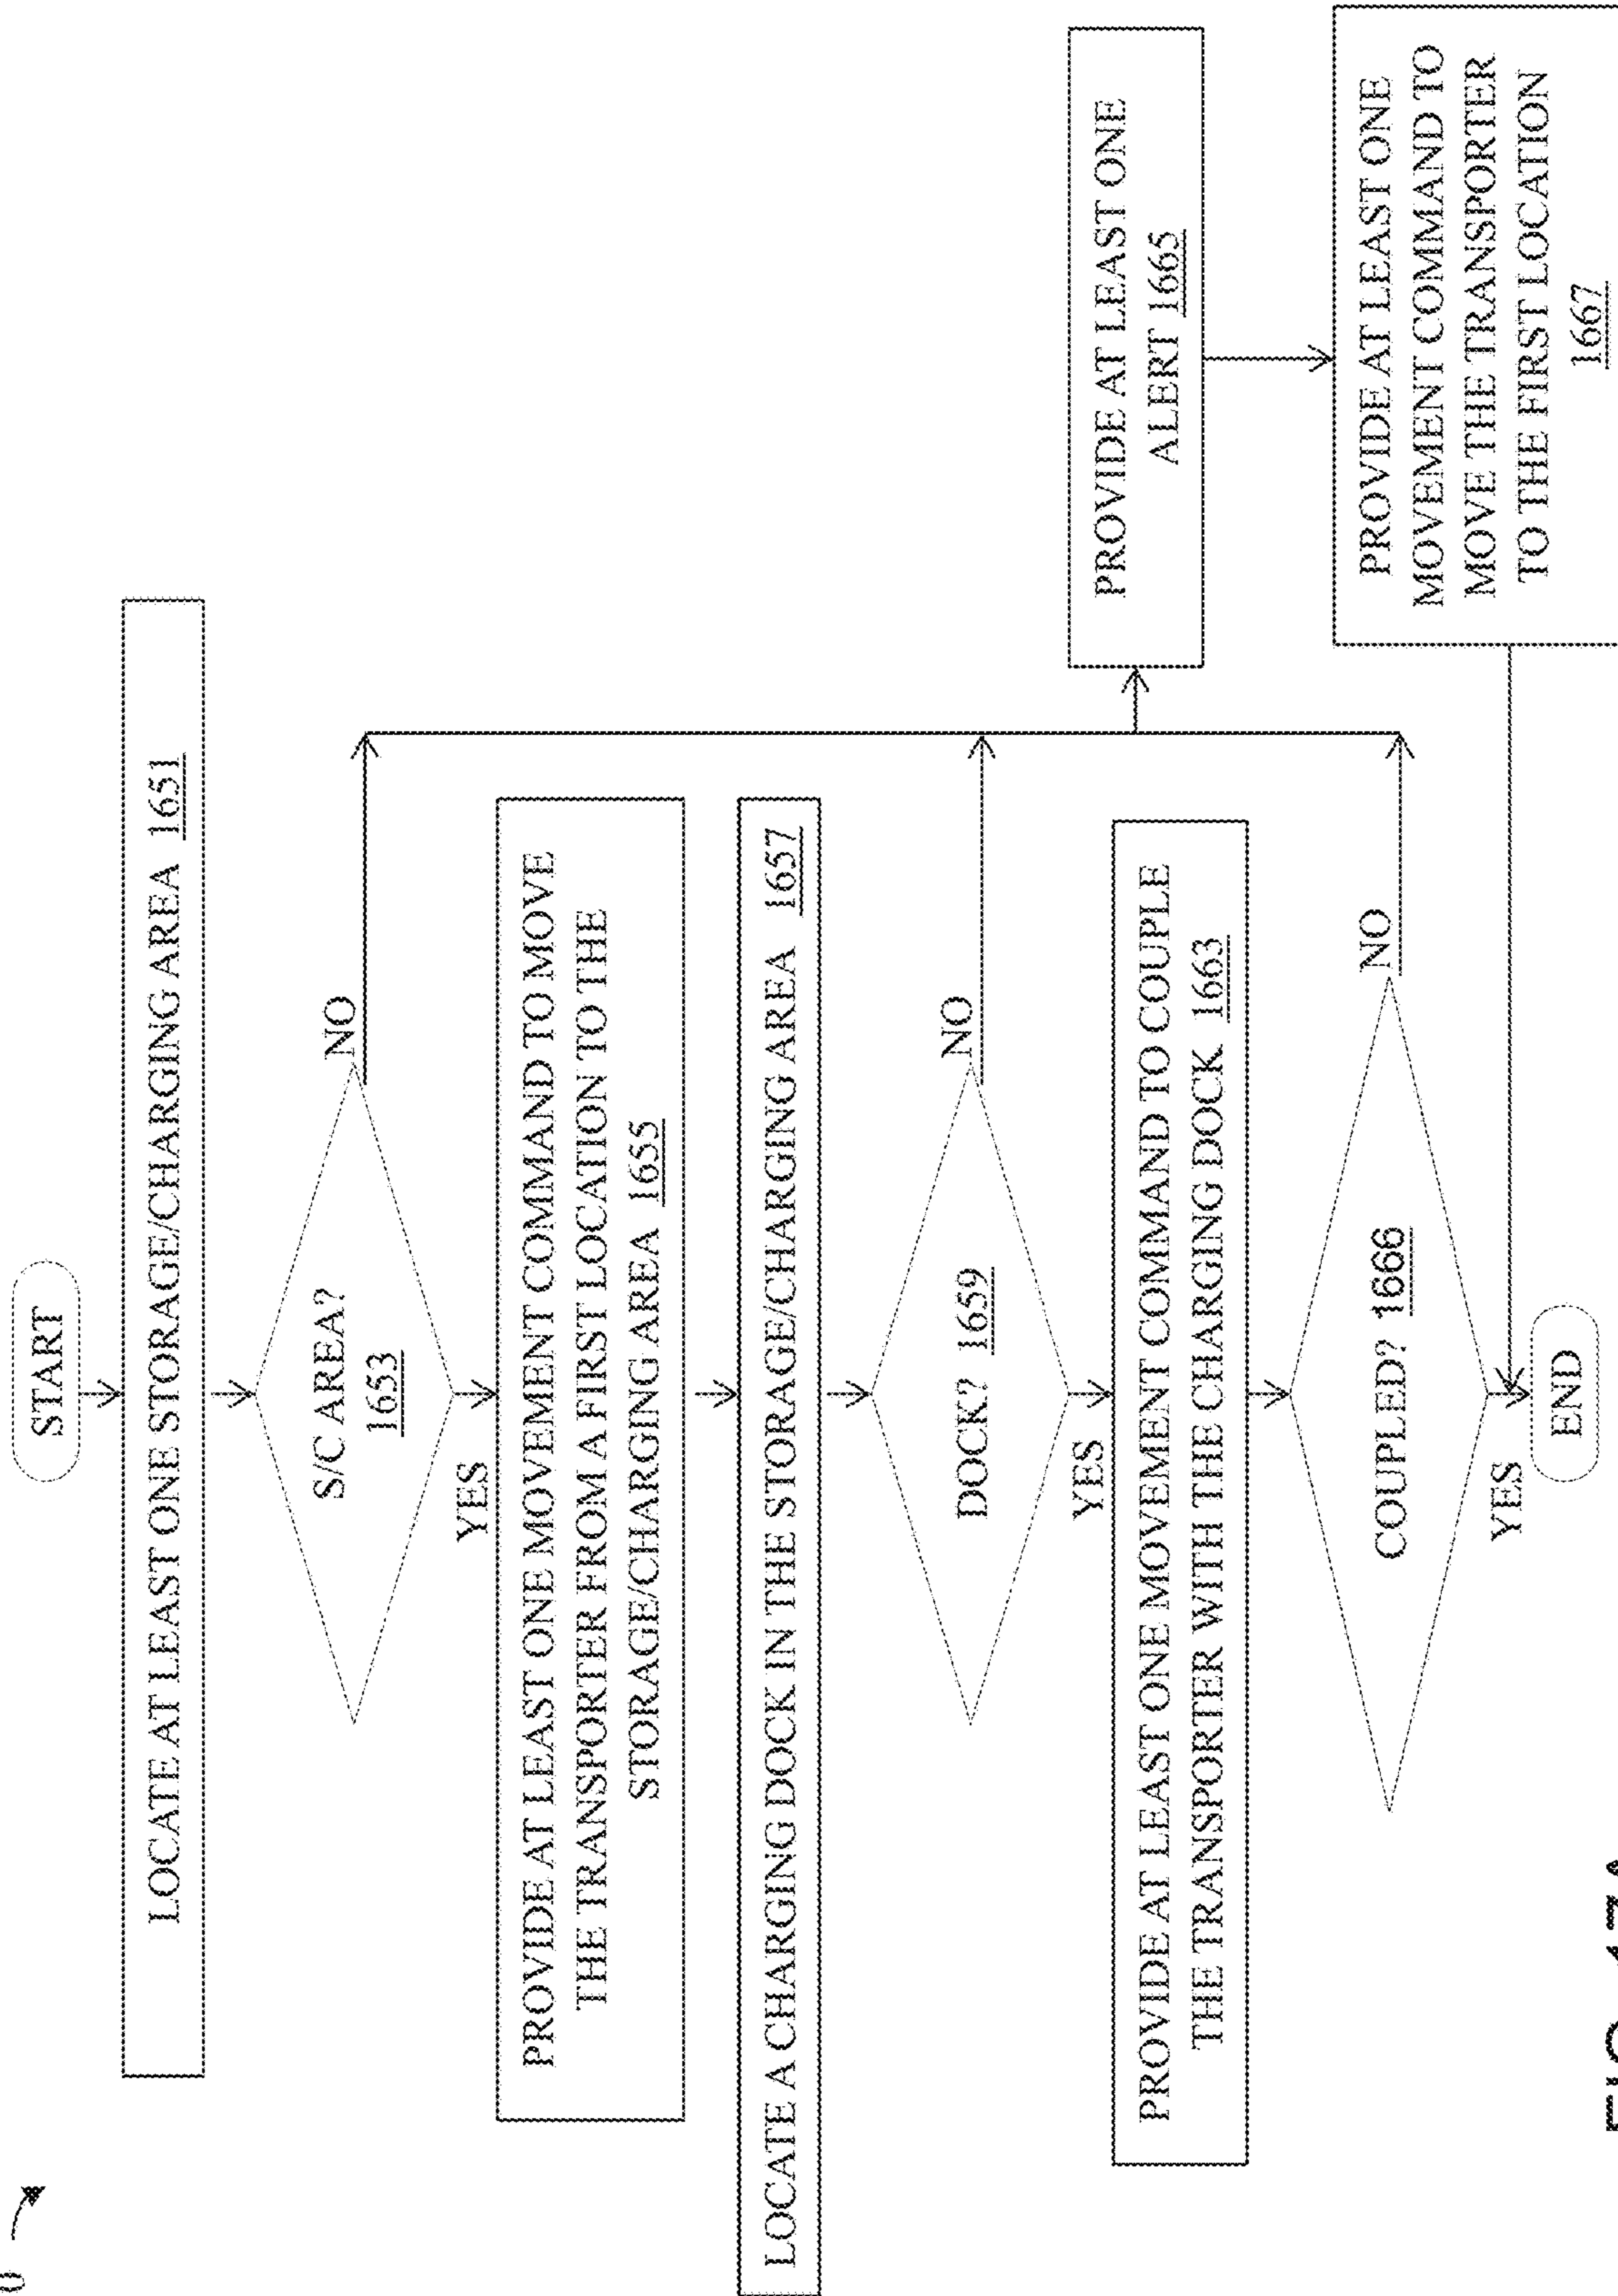 START
LOCATE AT LEAST ONE STORAGE/CHARGING AREA 1651
S/C AREA?
1653
NO
YES
PROVIDE AT LEAST ONE MOVEMENT COMMAND TO MOVE
THE TRANSPORTER FROM A FIRST LOCATION TO THE
STORAGE/CHARGING AREA 1655
LOCATE A CHARGING DOCK IN THE STORAGE/CHARGING AREA 1657
DOCK? 1659
NO
YES
PROVIDE AT LEAST ONE MOVEMENT COMMAND TO COUPLE
THE TRANSPORTER WITH THE CHARGING DOCK 1663
COUPLED? 1666
NO
YES
END
PROVIDE AT LEAST ONE
ALERT 1665
PROVIDE AT LEAST ONE
MOVEMENT COMMAND TO
MOVE THE TRANSPORTER
TO THE FIRST LOCATION
1667
FIG. 17A